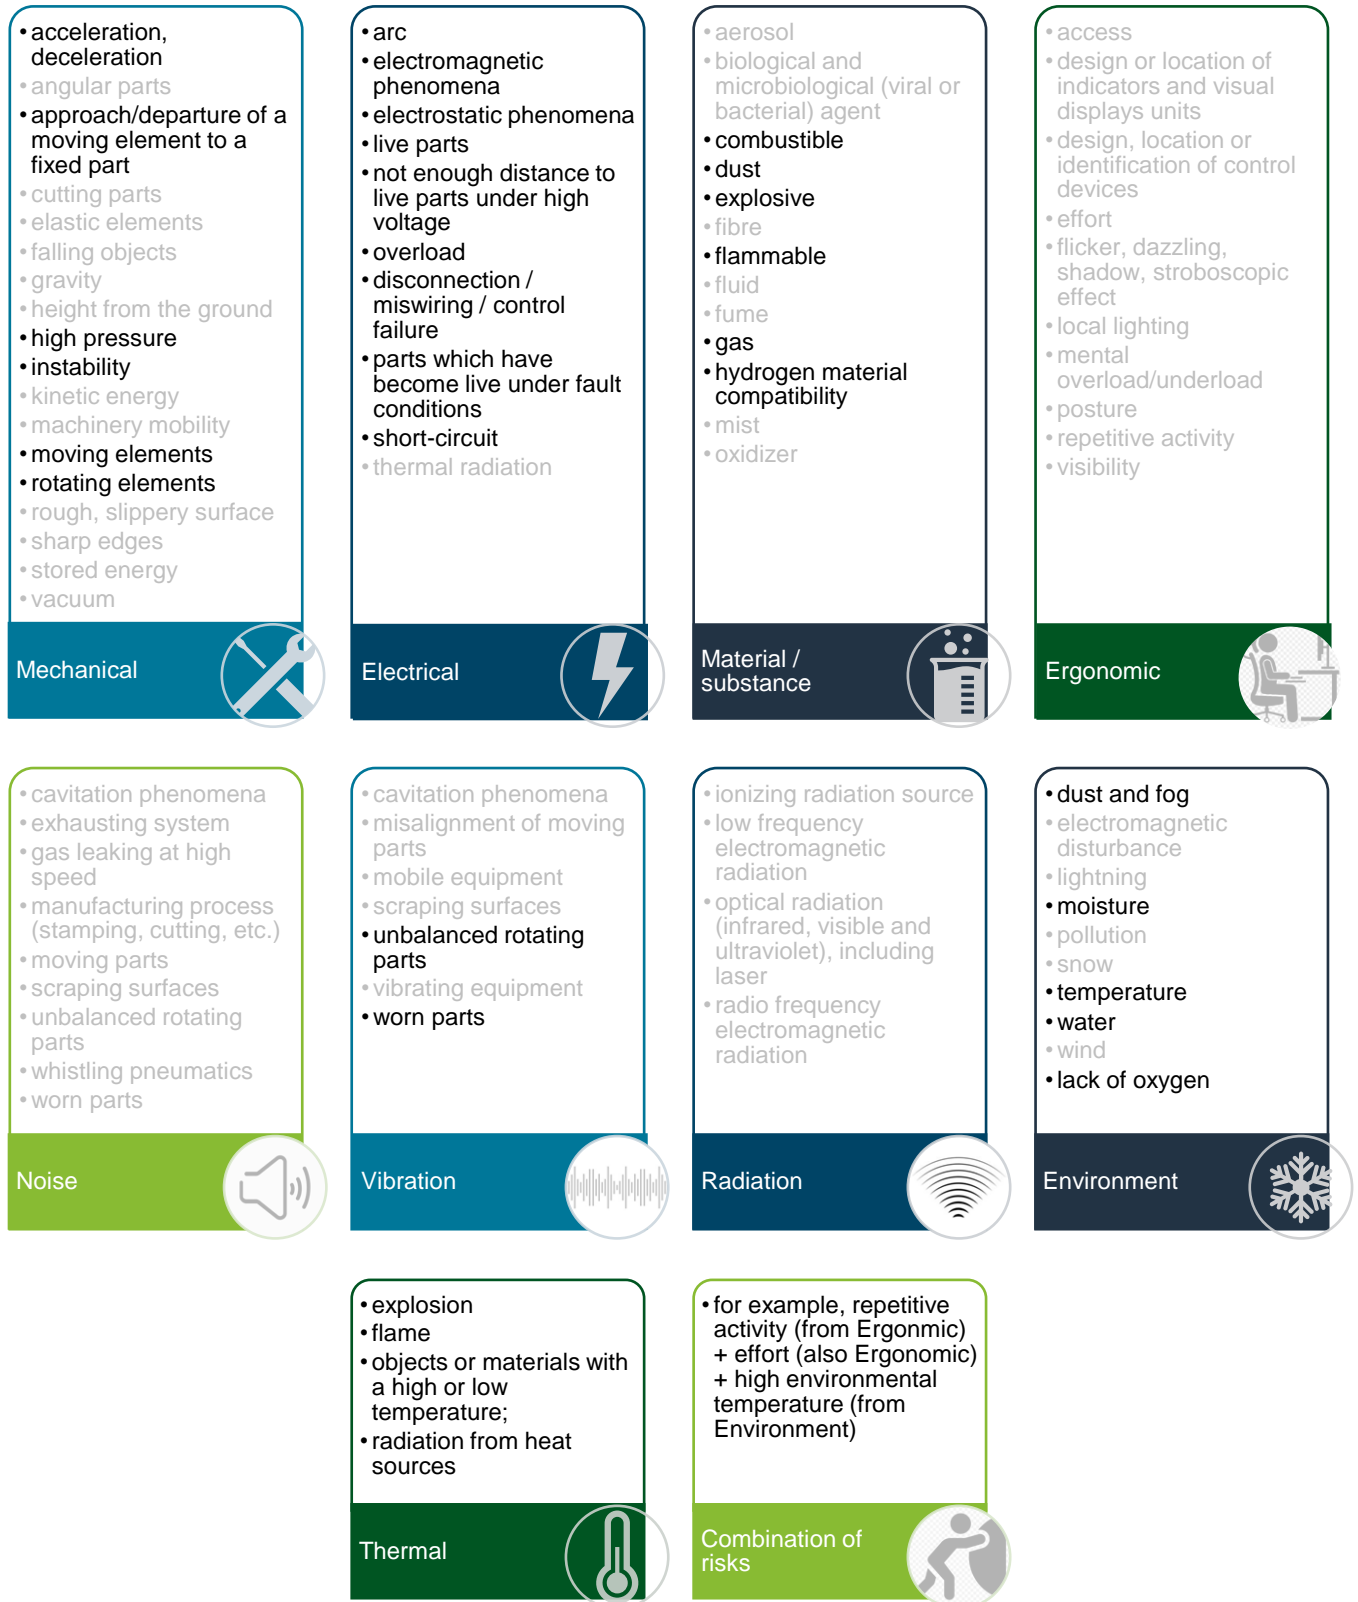 • acceleration,
deceleration
• angular parts
• approach/departure of a
moving element to a
fixed part
• cutting parts
• elastic elements
• falling objects
• gravity
• height from the ground
• high pressure
• instability
• kinetic energy
• machinery mobility
• moving elements
• rotating elements
• rough, slippery surface
• sharp edges
• stored energy
• vacuum
Mechanical
• arc
• electromagnetic
phenomena
• electrostatic phenomena
• live parts
• not enough distance to
live parts under high
voltage
• overload
• disconnection /
miswiring / control
failure
• parts which have
become live under fault
conditions
• short-circuit
• thermal radiation
Electrical
• aerosol
• biological and
microbiological (viral or
bacterial) agent
• combustible
• dust
• explosive
• fibre
• flammable
• fluid
• fume
• gas
• hydrogen material
compatibility
• mist
• oxidizer
Material /
substance
• access
• design or location of
indicators and visual
displays units
• design, location or
identification of control
devices
• effort
• flicker, dazzling,
shadow, stroboscopic
effect
• local lighting
• mental
overload/underload
• posture
• repetitive activity
• visibility
Ergonomic
• cavitation phenomena
• exhausting system
• gas leaking at high
speed
• manufacturing process
(stamping, cutting, etc.)
• moving parts
• scraping surfaces
• unbalanced rotating
parts
• whistling pneumatics
• worn parts
Noise
• cavitation phenomena
• misalignment of moving
parts
• mobile equipment
• scraping surfaces
• unbalanced rotating
parts
• vibrating equipment
• worn parts
Vibration
• ionizing radiation source
• low frequency
electromagnetic
radiation
• optical radiation
(infrared, visible and
ultraviolet), including
laser
• radio frequency
electromagnetic
radiation
Radiation
• dust and fog
• electromagnetic
disturbance
• lightning
• moisture
• pollution
• snow
• temperature
• water
• wind
• lack of oxygen
Environment
• explosion
• flame
• objects or materials with
a high or low
temperature;
• radiation from heat
sources
Thermal
• for example, repetitive
activity (from Ergonmic)
+ effort (also Ergonomic)
+ high environmental
temperature (from
Environment)
Combination of
risks